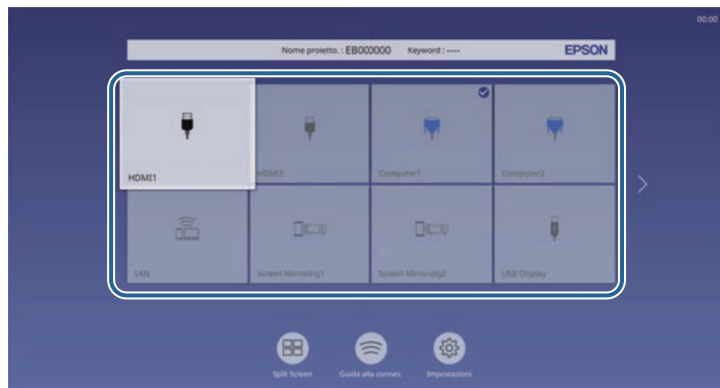 00:00
Nome proietto. : EB000000 Keyword : ---- EPSON
HDMI1 HDMI2 Computer1 Computer2
LAN Screen Mirroring1 Screen Mirroring2 USB Display
Split Screen Guida alla connes. Impostazioni